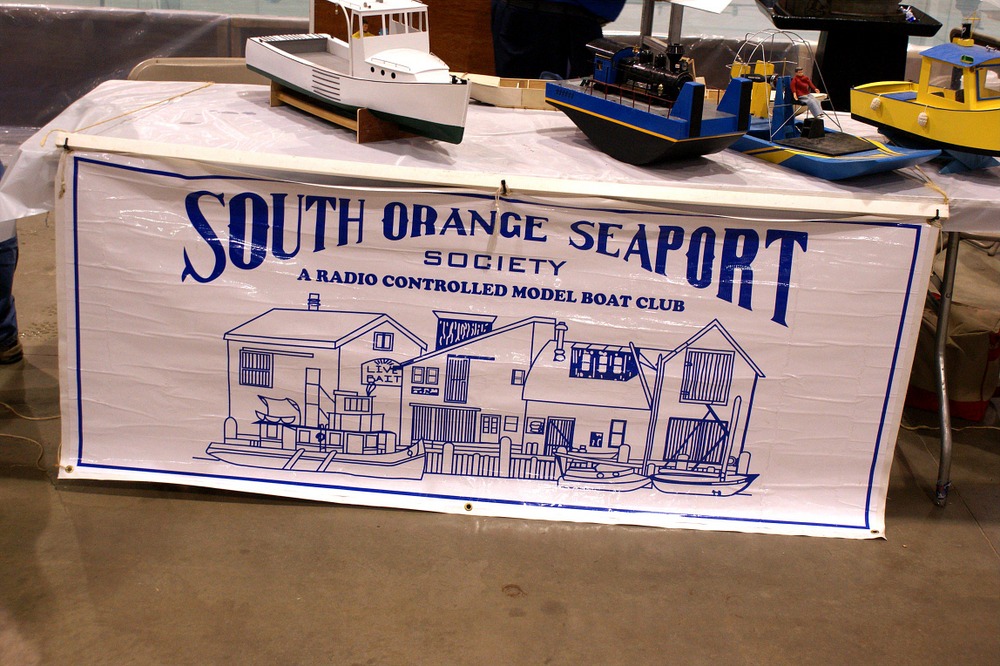 SOUTH ORANGE SEAPORT
SOCIETY
A RADIO CONTROLLED MODEL BOAT CLUB
LIVE
BAIT